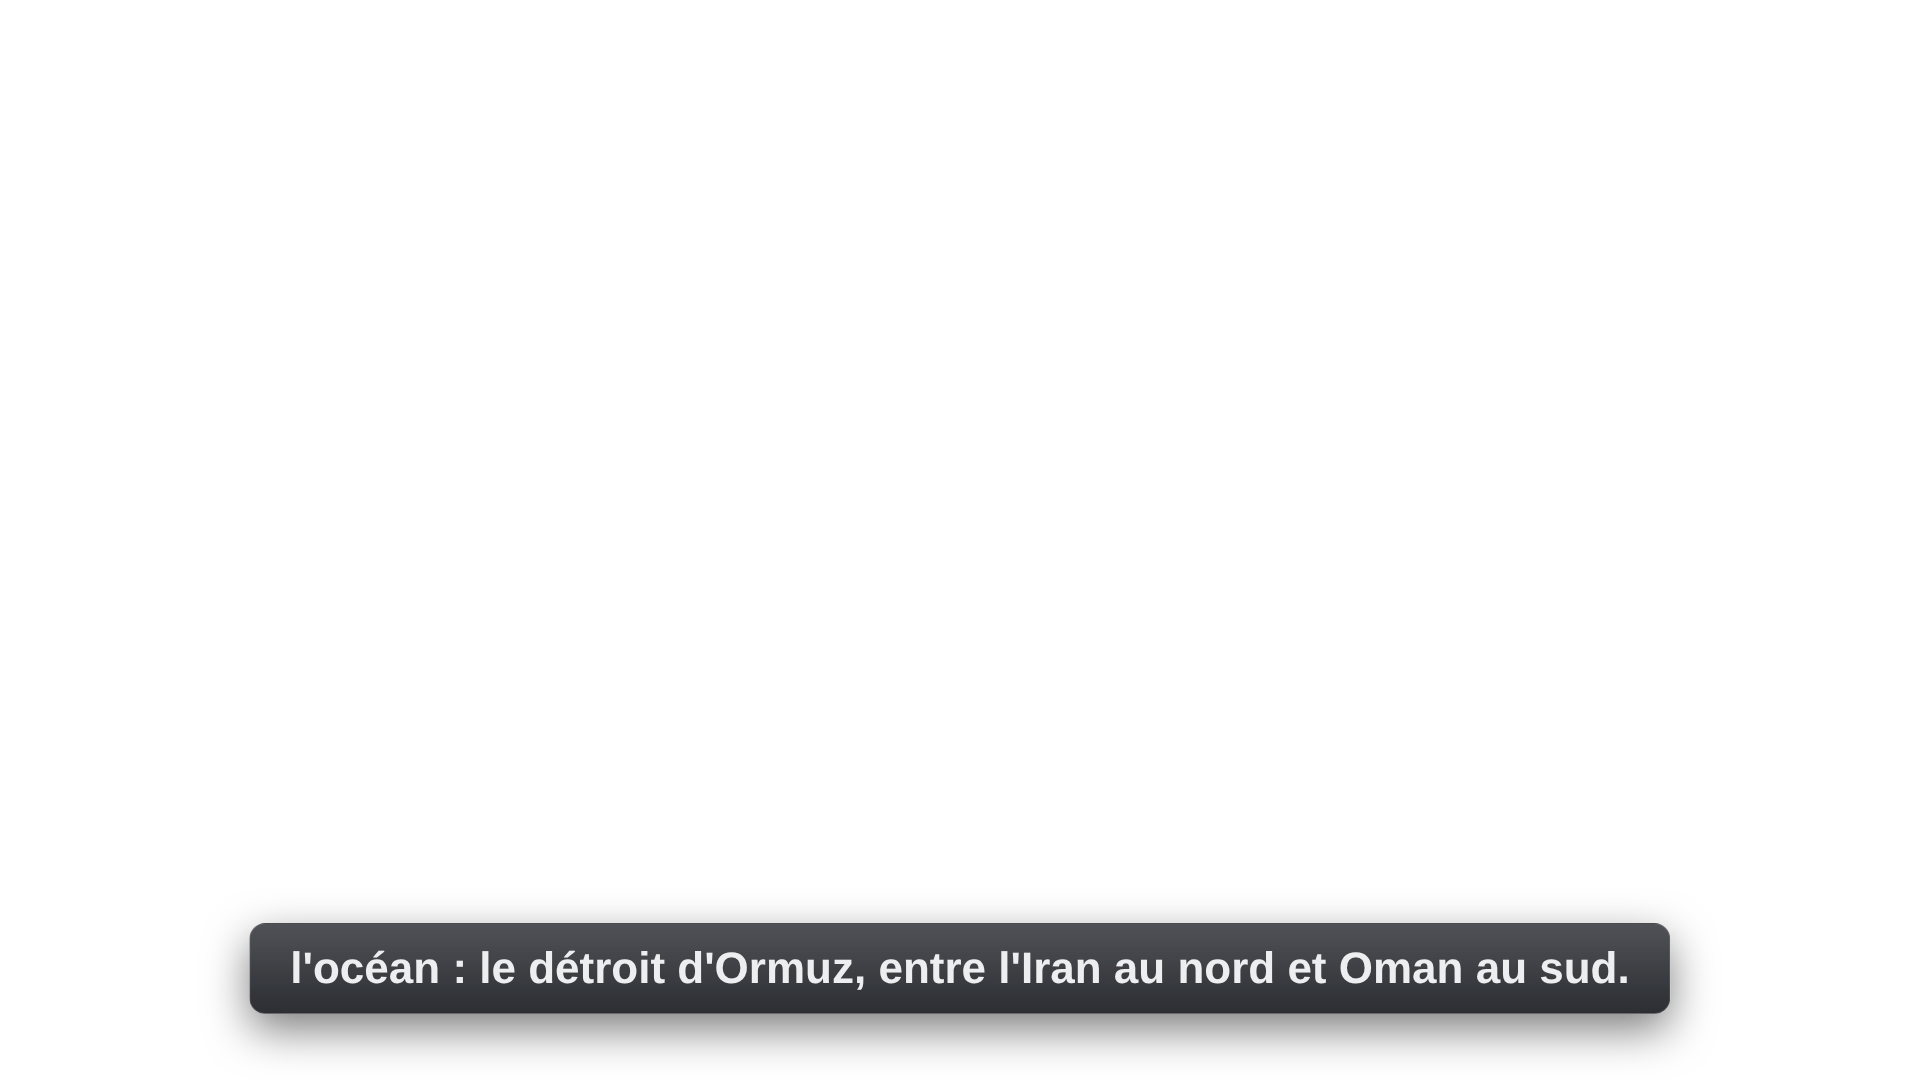 l'océan : le détroit d'Ormuz, entre l'Iran au nord et Oman au sud.